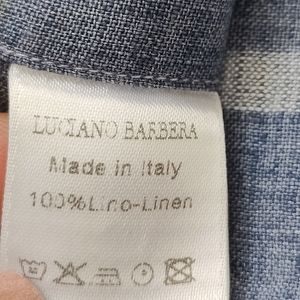 LUCIANO BARBERA
Made in Italy
100%Lino-Linen